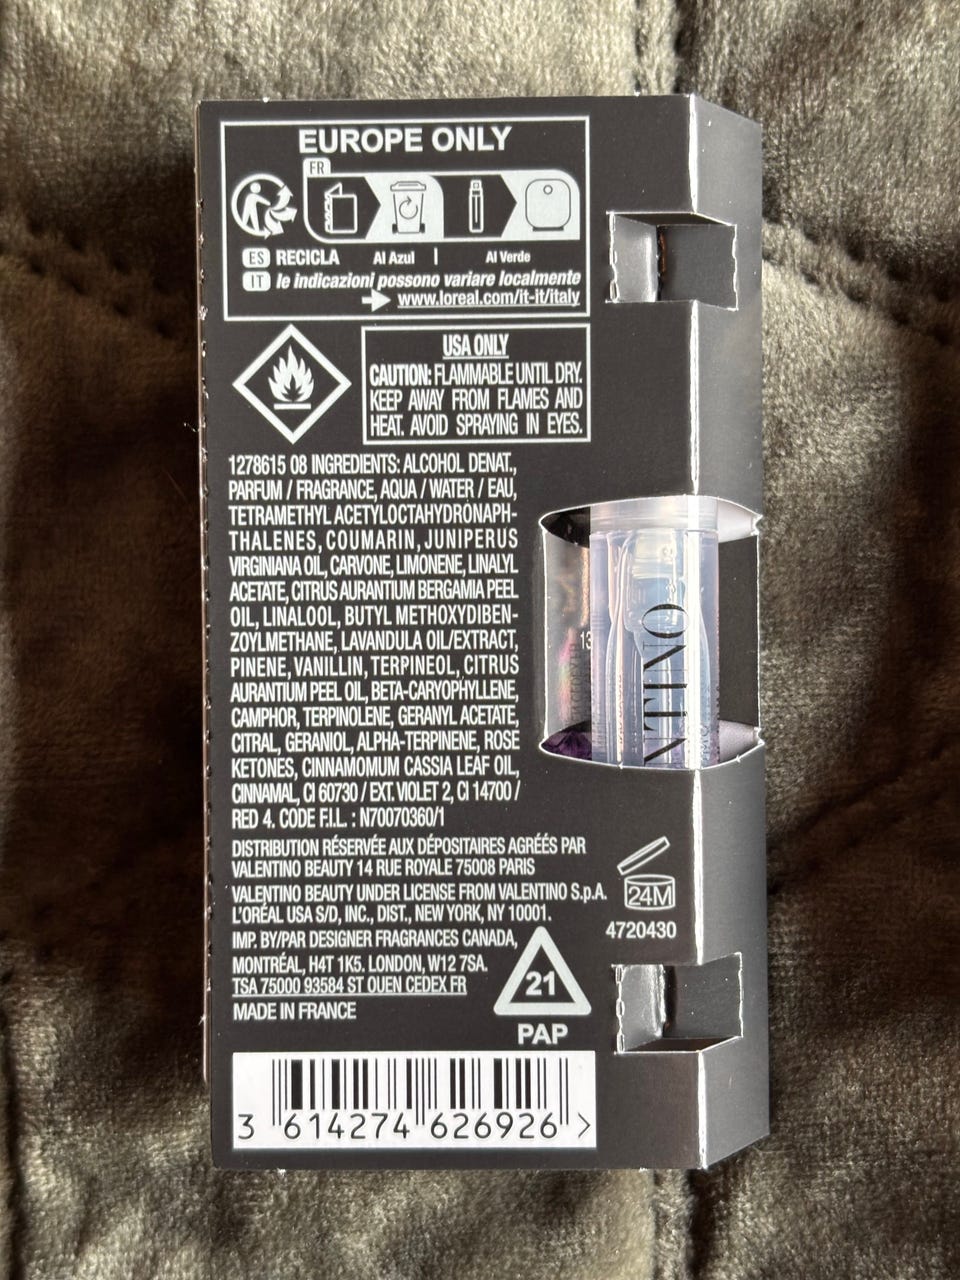 EUROPE ONLY
FR
ES RECICLA Al Azul | Al Verde
IT le indicazioni possono variare localmente
www.loreal.com/it-it/italy
USA ONLY
CAUTION: FLAMMABLE UNTIL DRY.
KEEP AWAY FROM FLAMES AND
HEAT. AVOID SPRAYING IN EYES.
1278615 08 INGREDIENTS: ALCOHOL DENAT.,
PARFUM / FRAGRANCE, AQUA / WATER / EAU,
TETRAMETHYL ACETYLOCTAHYDRONAPH-
THALENES, COUMARIN, JUNIPERUS
VIRGINIANA OIL, CARVONE, LIMONENE, LINALYL
ACETATE, CITRUS AURANTIUM BERGAMIA PEEL
OIL, LINALOOL, BUTYL METHOXYDIBEN-
ZOYLMETHANE, LAVANDULA OIL/EXTRACT,
PINENE, VANILLIN, TERPINEOL, CITRUS
AURANTIUM PEEL OIL, BETA-CARYOPHYLLENE,
CAMPHOR, TERPINOLENE, GERANYL ACETATE,
CITRAL, GERANIOL, ALPHA-TERPINENE, ROSE
KETONES, CINNAMOMUM CASSIA LEAF OIL,
CINNAMAL, CI 60730 / EXT. VIOLET 2, CI 14700 /
RED 4. CODE F.I.L. : N70070360/1
DISTRIBUTION RÉSERVÉE AUX DÉPOSITAIRES AGRÉÉS PAR
VALENTINO BEAUTY 14 RUE ROYALE 75008 PARIS
VALENTINO BEAUTY UNDER LICENSE FROM VALENTINO S.p.A.
L'ORÉAL USA S/D, INC., DIST., NEW YORK, NY 10001.
IMP. BY/PAR DESIGNER FRAGRANCES CANADA,
MONTRÉAL, H4T 1K5. LONDON, W12 7SA.
TSA 75000 93584 ST OUEN CEDEX FR
MADE IN FRANCE
24M
4720430
21
PAP
3 614274 626926 >
NTINO
13